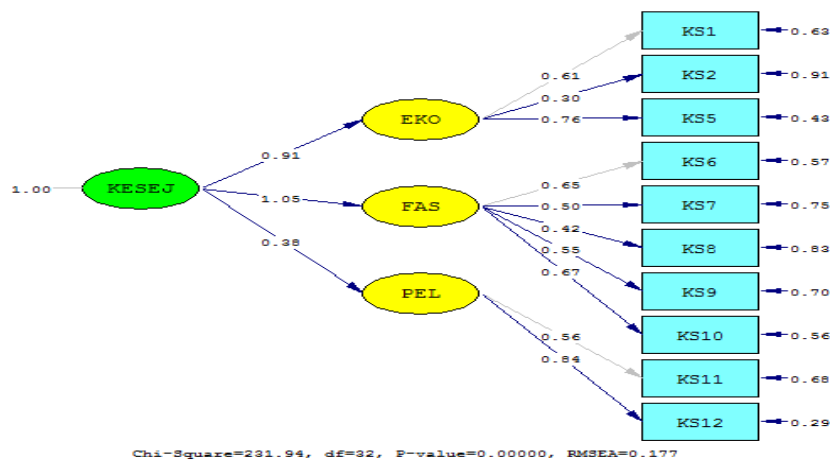 KS1
0.63
0.61
KS2
0.91
0.30
EKO
KS5
0.43
0.76
0.91
KS6
0.57
0.65
1.00
KESEJ
1.05
FAS
0.50
KS7
0.75
0.42
KS8
0.83
0.38
0.55
KS9
0.70
0.67
PEL
KS10
0.56
0.56
KS11
0.68
0.84
KS12
0.29
Chi-Square=231.94, df=32, P-value=0.00000, RMSEA=0.177